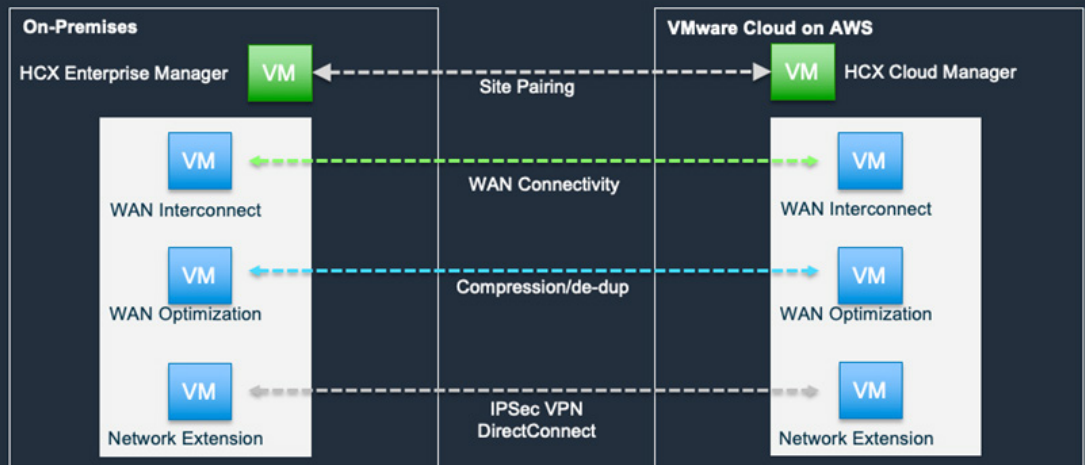 On-Premises
VMware Cloud on AWS
HCX Enterprise Manager
VM
Site Pairing
VM
HCX Cloud Manager
VM
WAN Connectivity
VM
WAN Interconnect
WAN Interconnect
VM
Compression/de-dup
VM
WAN Optimization
WAN Optimization
VM
IPSec VPN
DirectConnect
VM
Network Extension
Network Extension